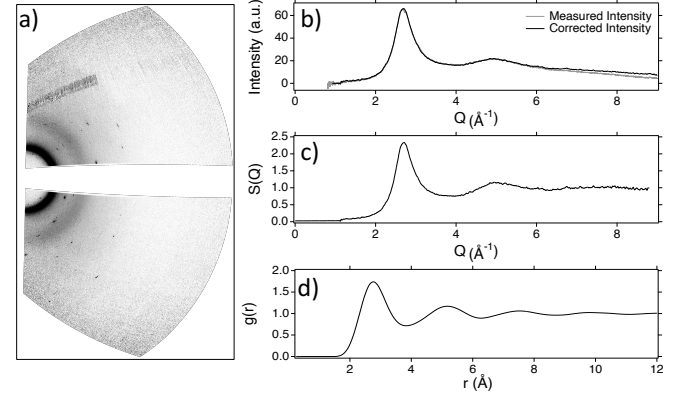 a)
b)
Intensity (a.u.)
60
40
20
0
Measured Intensity
Corrected Intensity
0 2 4 6 8
Q (Å⁻¹)
c)
S(Q)
2.5
2.0
1.5
1.0
0.5
0.0
0 2 4 6 8
Q (Å⁻¹)
d)
g(r)
2.0
1.5
1.0
0.5
0.0
2 4 6 8 10 12
r (Å)